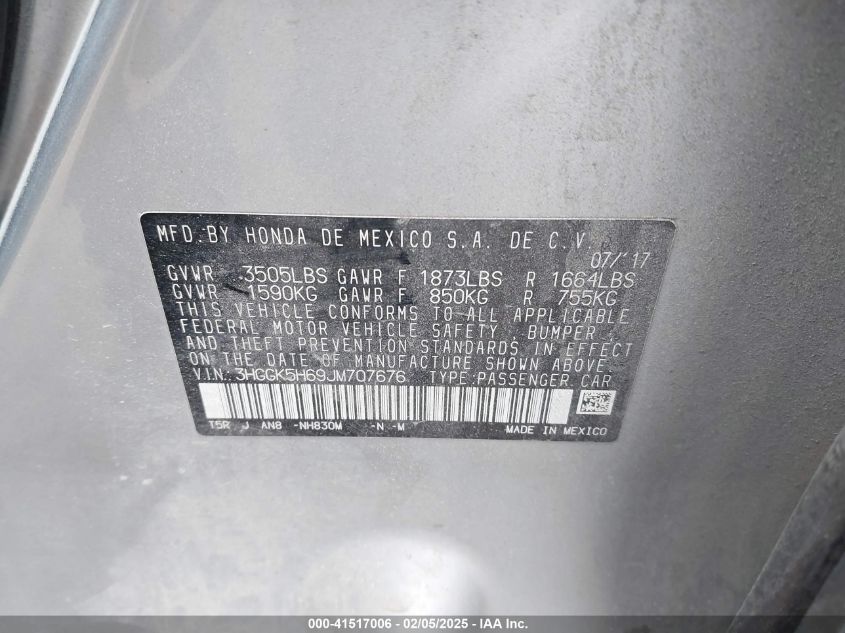 MFD.BY HONDA DE MEXICO S.A. DE C.V.
07/'17
GVWR 3505LBS GAWR F 1873LBS R 1664LBS
GVWR 1590KG GAWR F 850KG R 755KG
THIS VEHICLE CONFORMS TO ALL APPLICABLE
FEDERAL MOTOR VEHICLE SAFETY, BUMPER,
AND THEFT PREVENTION STANDARDS IN EFFECT
ON THE DATE OF MANUFACTURE SHOWN ABOVE.
V.I.N: 3HGGK5H69JM707676 TYPE:PASSENGER CAR
T5R J AN8 -NH830M -N -M MADE IN MEXICO
000-41517006 - 02/05/2025 - IAA Inc.